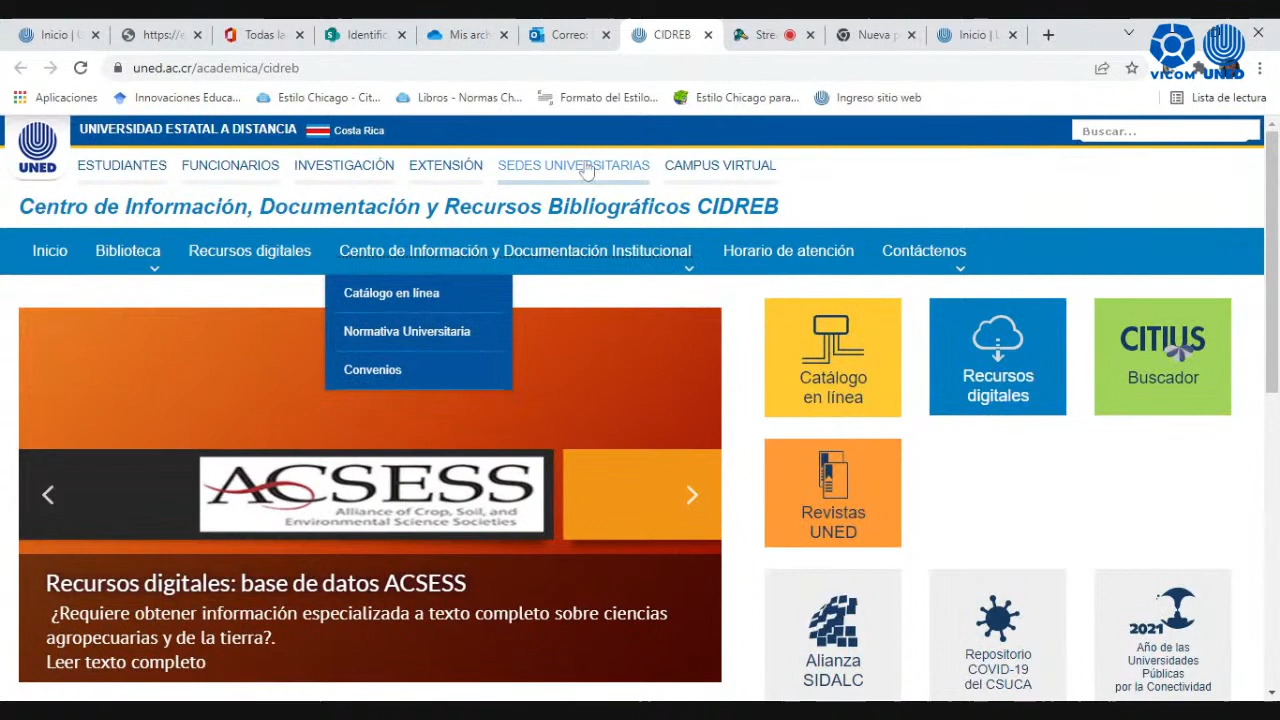 Inicio | U
https://e
Todas la
Identific
Mis arch
Correo:
CIDREB
Stre
Nueva p
Inicio | U
VICOM UNED
uned.ac.cr/academica/cidreb
Aplicaciones
Innovaciones Educa...
Estilo Chicago - Cit...
Libros - Normas Ch...
Formato del Estilo...
Estilo Chicago para...
Ingreso sitio web
Lista de lectura
UNED
UNIVERSIDAD ESTATAL A DISTANCIA Costa Rica
Buscar...
ESTUDIANTES FUNCIONARIOS INVESTIGACIÓN EXTENSIÓN SEDES UNIVERSITARIAS CAMPUS VIRTUAL
Centro de Información, Documentación y Recursos Bibliográficos CIDREB
Inicio Biblioteca Recursos digitales Centro de Información y Documentación Institucional Horario de atención Contáctenos
Catálogo en línea
Normativa Universitaria
Convenios
ACSESS
Alliance of Crop, Soil, and
Environmental Science Societies
Recursos digitales: base de datos ACSESS
¿Requiere obtener información especializada a texto completo sobre ciencias
agropecuarias y de la tierra?.
Leer texto completo
Catálogo
en línea
Recursos
digitales
CITIUS
Buscador
Revistas
UNED
Alianza
SIDALC
Repositorio
COVID-19
del CSUCA
2021
Año de las
Universidades
Públicas
por la Conectividad